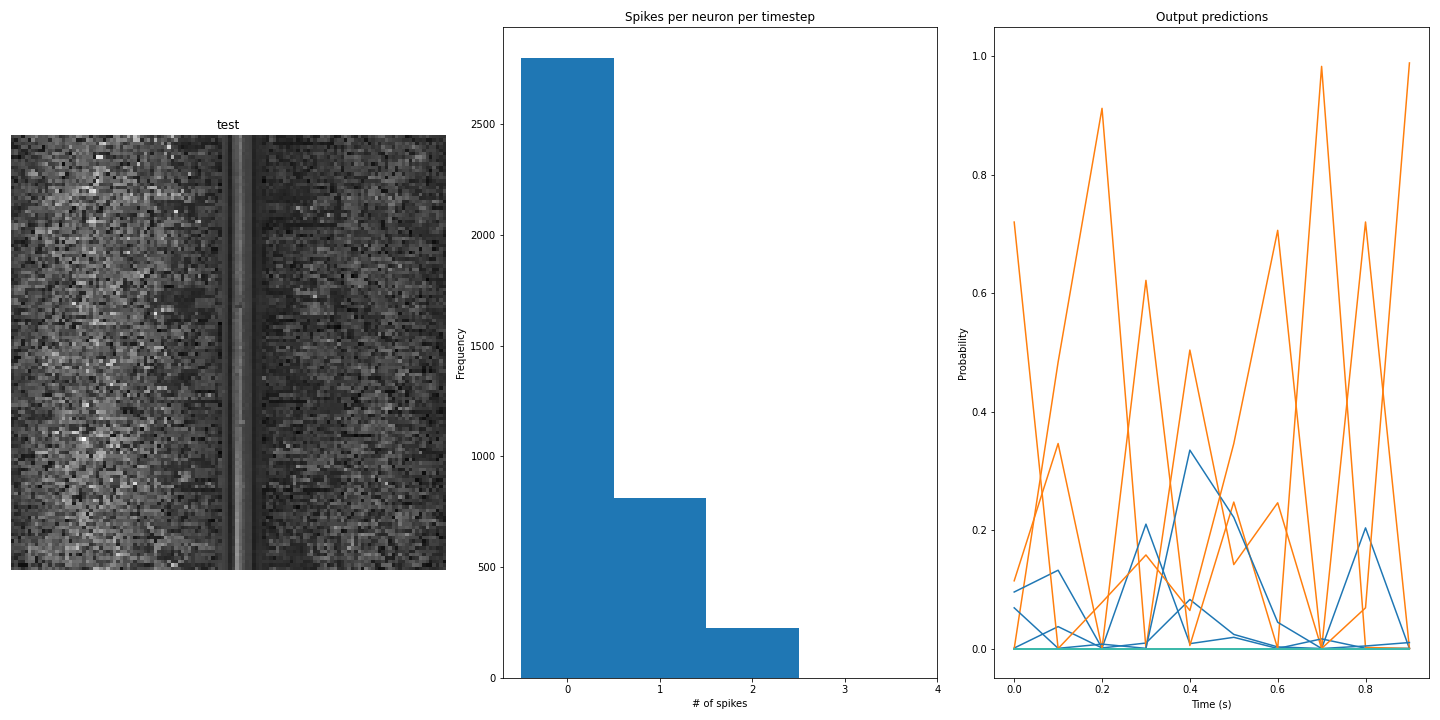 test
Spikes per neuron per timestep
Frequency
2500
2000
1500
1000
500
0
0 1 2 3 4
# of spikes
Output predictions
Probability
1.0
0.8
0.6
0.4
0.2
0.0
0.0 0.2 0.4 0.6 0.8
Time (s)